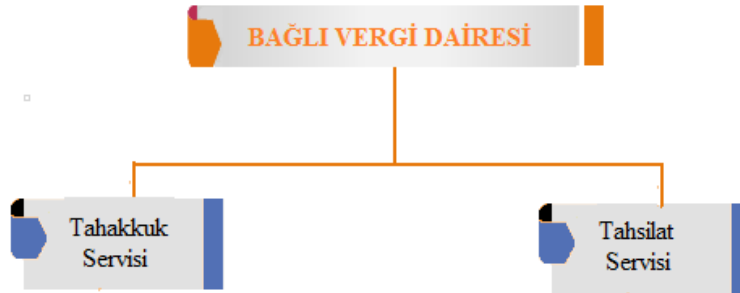 BAĞLI VERGİ DAİRESİ
Tahakkuk
Servisi
Tahsilat
Servisi